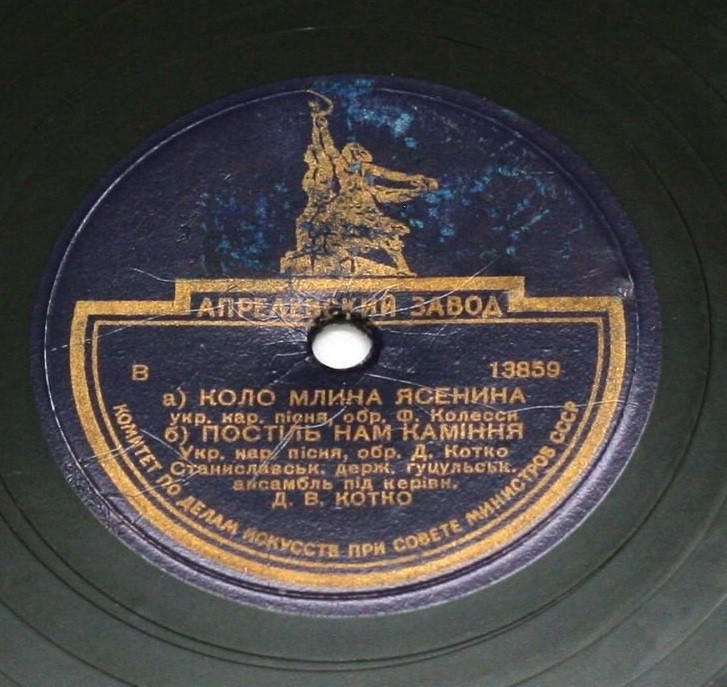 АПРЕЛЕВСКИЙ ЗАВОД
В 13859
а) КОЛО МЛИНА ЯСЕНИНА
укр. нар. пісня, обр. Ф. Колесси
б) ПОСТІЛЬ НАМ КАМІННЯ
Укр. нар. пісня, обр. Д. Котко
Станиславськ. держ. гуцульськ.
ансамбль під керівн.
Д. В. КОТКО
КОМИТЕТ ПО ДЕЛАМ ИСКУССТВ ПРИ СОВЕТЕ МИНИСТРОВ СССР